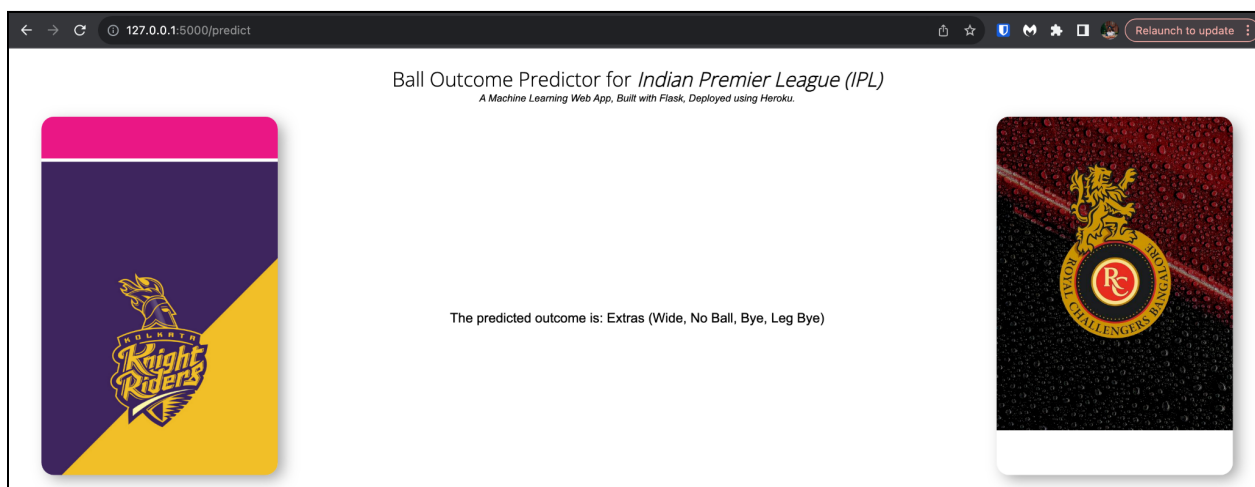 127.0.0.1:5000/predict
Relaunch to update
Ball Outcome Predictor for Indian Premier League (IPL)
A Machine Learning Web App, Built with Flask, Deployed using Heroku.
KOLKATA
Knight
Riders
The predicted outcome is: Extras (Wide, No Ball, Bye, Leg Bye)
RC
ROYAL CHALLENGERS BANGALORE